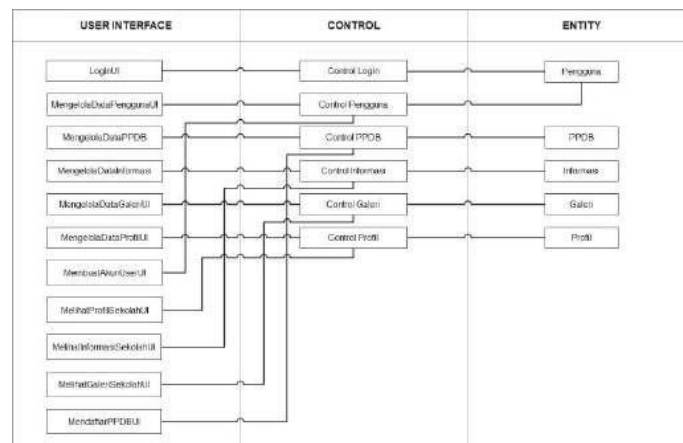 USER INTERFACE CONTROL ENTITY
LogInUI Control Login Pengguna
MengelolaDataPenggunaUI Control Pengguna
MengelolaDataPPDB Control PPDB PPDB
MengelolaDataInformasi Control Informasi Informasi
MengelolaDataGaleriUI Control Galeri Galeri
MengelolaDataProfilUI Control Profil Profil
MembuatAkunUserUI
MelihatProfilSekolahUI
MelihatInformasiSekolahUI
MelihatGaleriSekolahUI
MendaftarPPDBUI